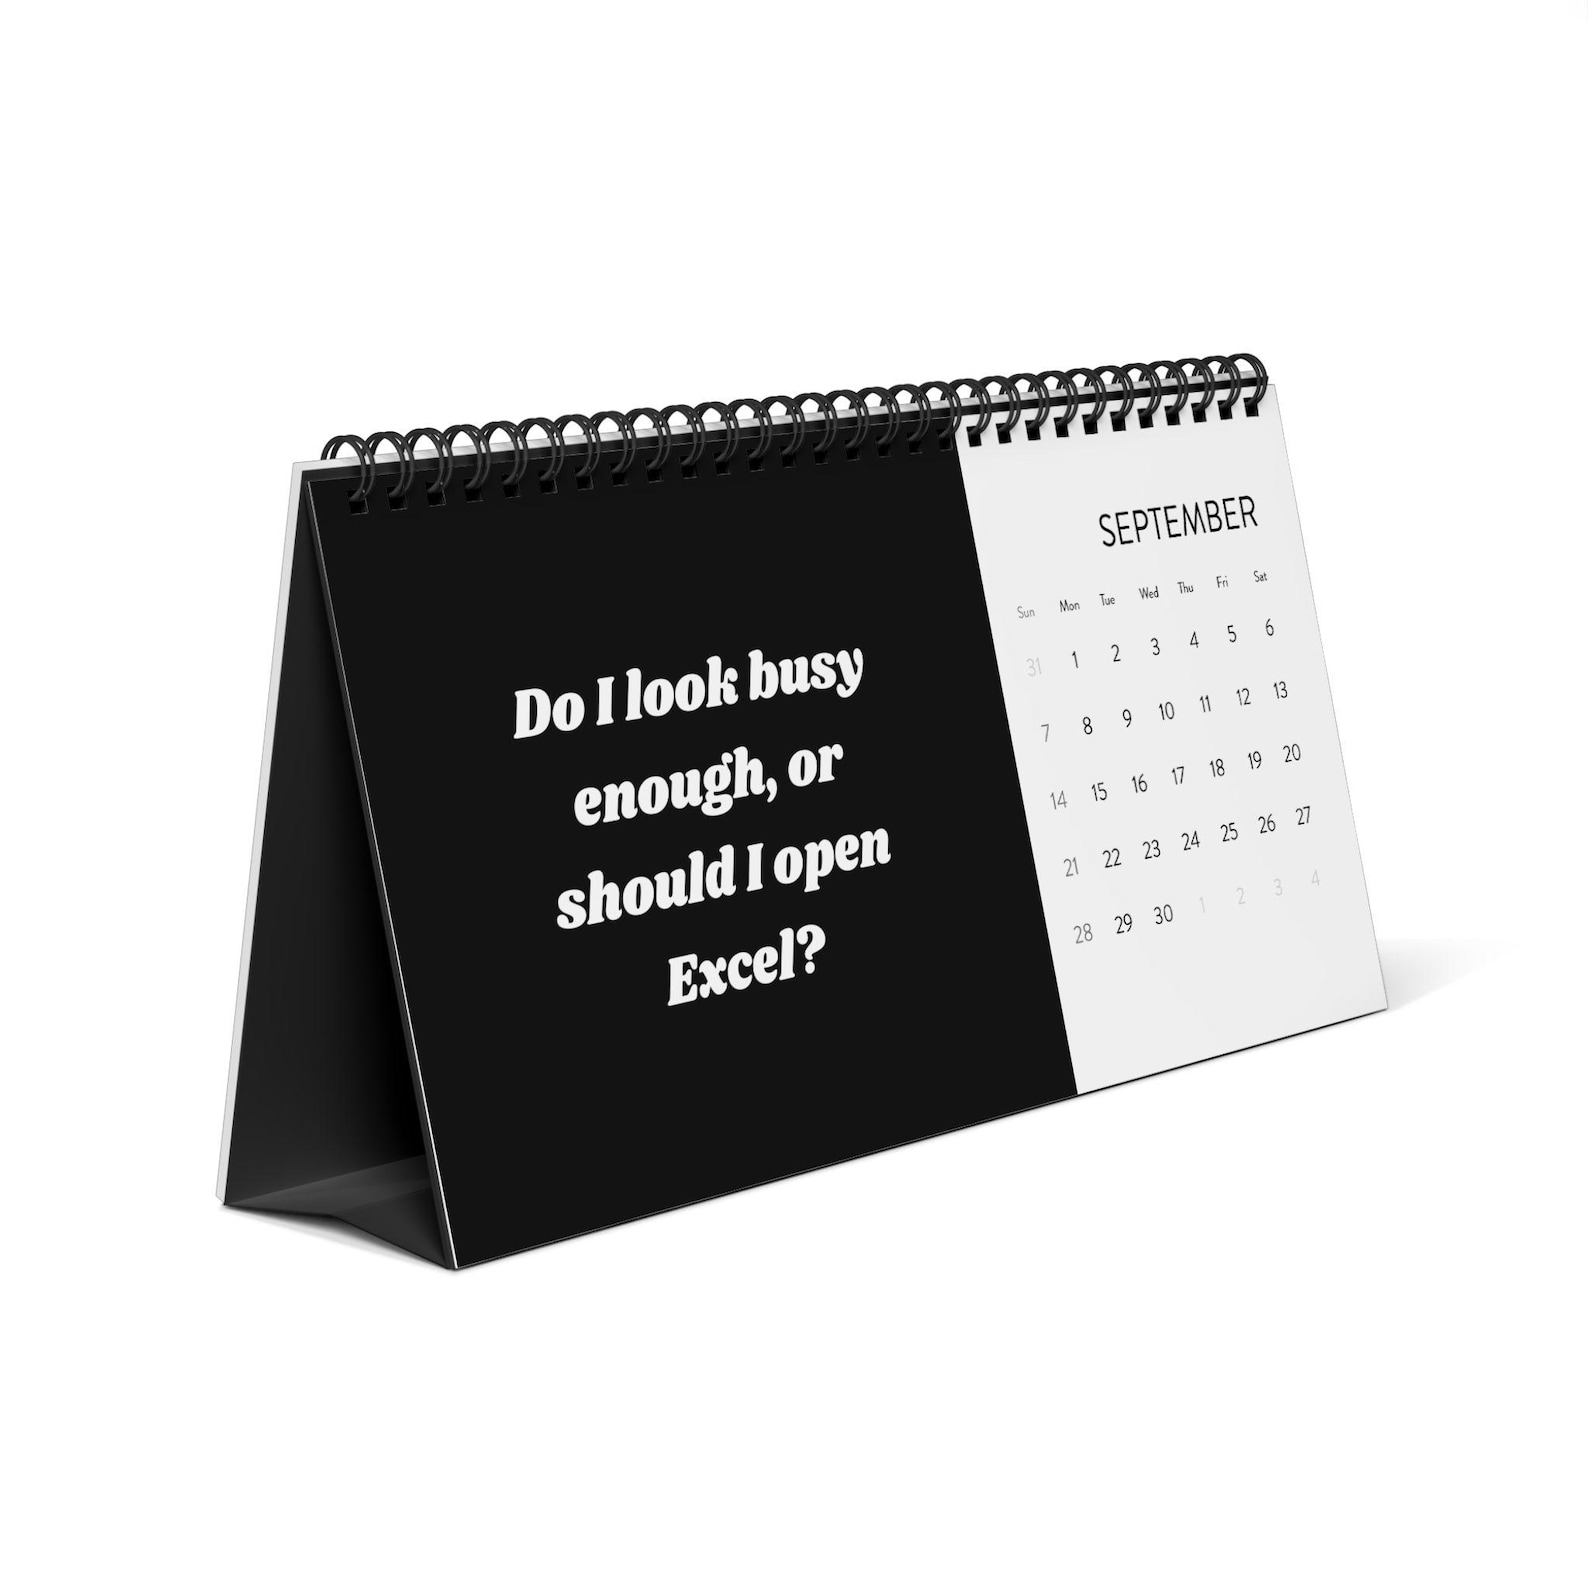 Do I look busy
enough, or
should I open
Excel?
SEPTEMBER
Sun Mon Tue Wed Thu Fri Sat
31 1 2 3 4 5 6
7 8 9 10 11 12 13
14 15 16 17 18 19 20
21 22 23 24 25 26 27
28 29 30 1 2 3 4